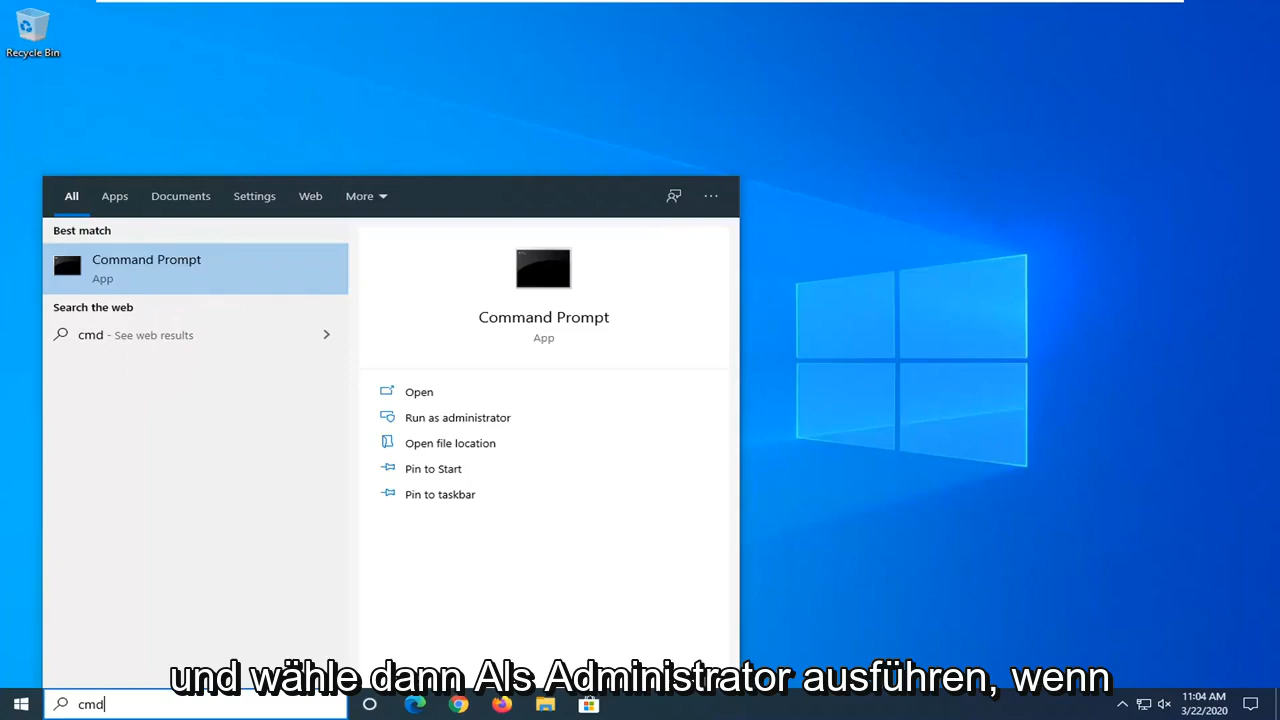 Recycle Bin
All Apps Documents Settings Web More
Best match
Command Prompt
App
Search the web
cmd - See web results
Command Prompt
App
Open
Run as administrator
Open file location
Pin to Start
Pin to taskbar
und wähle dann Als Administrator ausführen, wenn
cmd
11:04 AM
3/22/2020